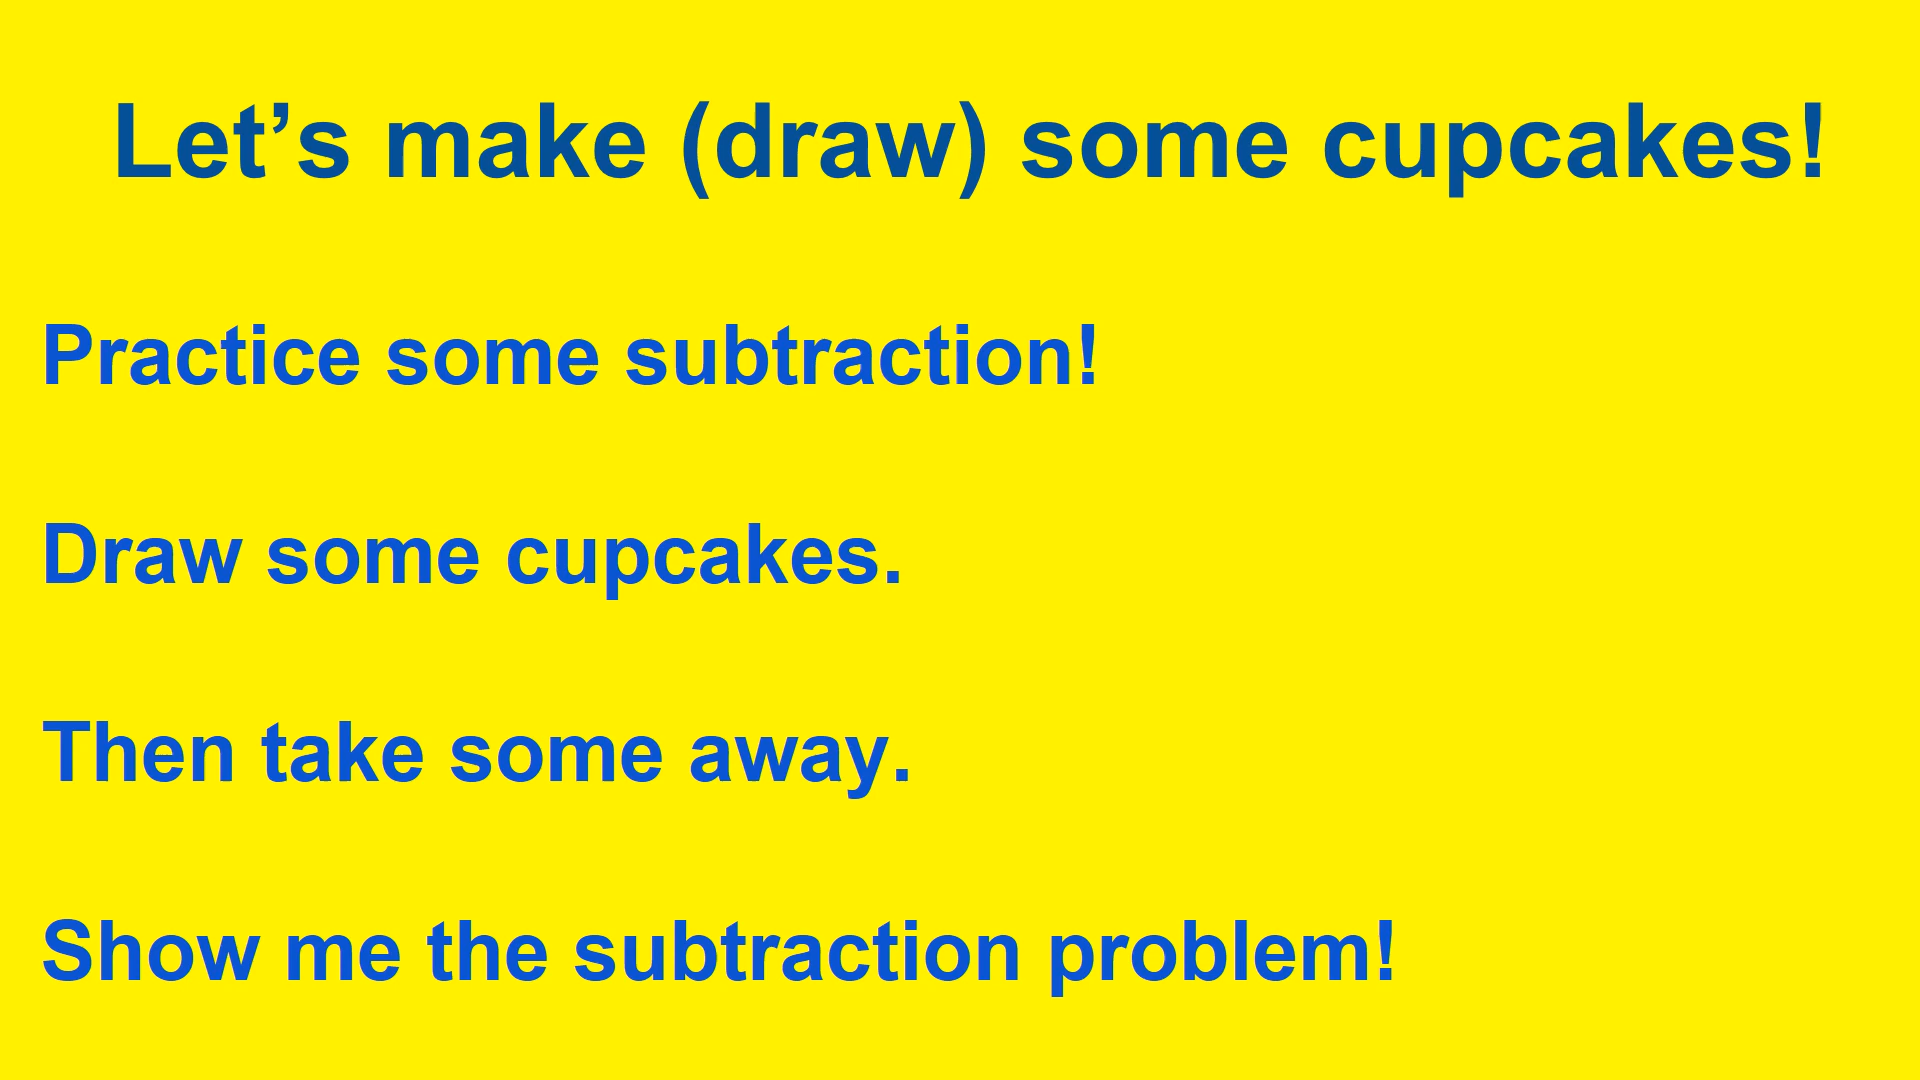 Let’s make (draw) some cupcakes!
Practice some subtraction!
Draw some cupcakes.
Then take some away.
Show me the subtraction problem!